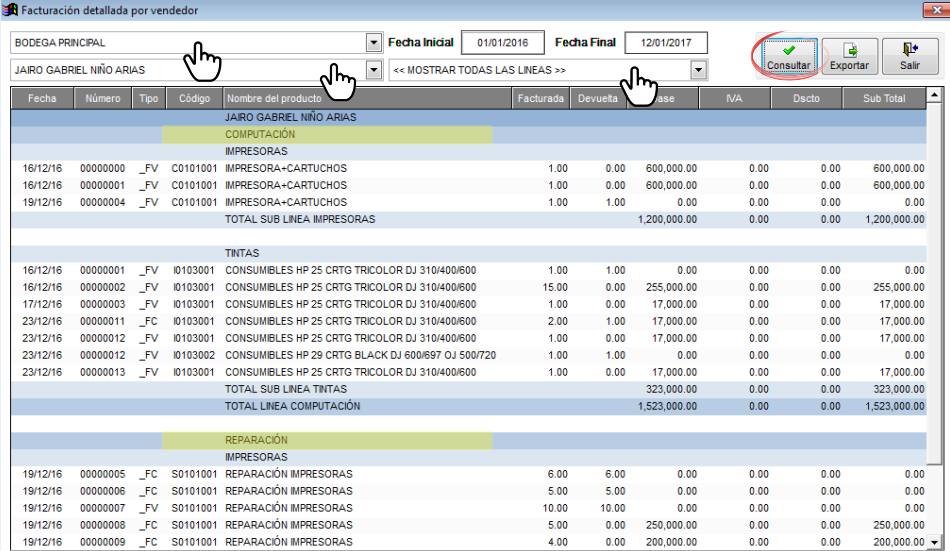 Facturación detallada por vendedor
BODEGA PRINCIPAL Fecha Inicial 01/01/2016 Fecha Final 12/01/2017
JAIRO GABRIEL NIÑO ARIAS << MOSTRAR TODAS LAS LINEAS >> Consultar Exportar Salir
Fecha Número Tipo Código Nombre del producto Facturada Devuelta IVA Dscto Sub Total
JAIRO GABRIEL NIÑO ARIAS
COMPUTACIÓN
IMPRESORAS
16/12/16 00000000 _FV C0101001 IMPRESORA+CARTUCHOS 1.00 0.00 600,000.00 0.00 0.00 600,000.00
16/12/16 00000001 _FV C0101001 IMPRESORA+CARTUCHOS 1.00 0.00 600,000.00 0.00 0.00 600,000.00
19/12/16 00000004 _FV C0101001 IMPRESORA+CARTUCHOS 1.00 1.00 0.00 0.00 0.00 0.00
TOTAL SUB LINEA IMPRESORAS 1,200,000.00 0.00 0.00 1,200,000.00
TINTAS
16/12/16 00000001 _FV I0103001 CONSUMIBLES HP 25 CRTG TRICOLOR DJ 310/400/600 1.00 1.00 0.00 0.00 0.00 0.00
16/12/16 00000002 _FV I0103001 CONSUMIBLES HP 25 CRTG TRICOLOR DJ 310/400/600 15.00 0.00 255,000.00 0.00 0.00 255,000.00
17/12/16 00000003 _FV I0103001 CONSUMIBLES HP 25 CRTG TRICOLOR DJ 310/400/600 1.00 0.00 17,000.00 0.00 0.00 17,000.00
23/12/16 00000011 _FC I0103001 CONSUMIBLES HP 25 CRTG TRICOLOR DJ 310/400/600 2.00 1.00 17,000.00 0.00 0.00 17,000.00
23/12/16 00000012 _FV I0103001 CONSUMIBLES HP 25 CRTG TRICOLOR DJ 310/400/600 1.00 0.00 17,000.00 0.00 0.00 17,000.00
23/12/16 00000012 _FV I0103002 CONSUMIBLES HP 29 CRTG BLACK DJ 600/697 OJ 500/720 1.00 1.00 0.00 0.00 0.00 0.00
23/12/16 00000013 _FV I0103001 CONSUMIBLES HP 25 CRTG TRICOLOR DJ 310/400/600 1.00 0.00 17,000.00 0.00 0.00 17,000.00
TOTAL SUB LINEA TINTAS 323,000.00 0.00 0.00 323,000.00
TOTAL LINEA COMPUTACIÓN 1,523,000.00 0.00 0.00 1,523,000.00
REPARACIÓN
IMPRESORAS
19/12/16 00000005 _FC S0101001 REPARACIÓN IMPRESORAS 6.00 6.00 0.00 0.00 0.00 0.00
19/12/16 00000006 _FC S0101001 REPARACIÓN IMPRESORAS 5.00 5.00 0.00 0.00 0.00 0.00
19/12/16 00000007 _FV S0101001 REPARACIÓN IMPRESORAS 10.00 10.00 0.00 0.00 0.00 0.00
19/12/16 00000008 _FC S0101001 REPARACIÓN IMPRESORAS 5.00 0.00 250,000.00 0.00 0.00 250,000.00
19/12/16 00000009 _FC S0101001 REPARACIÓN IMPRESORAS 4.00 0.00 200,000.00 0.00 0.00 200,000.00